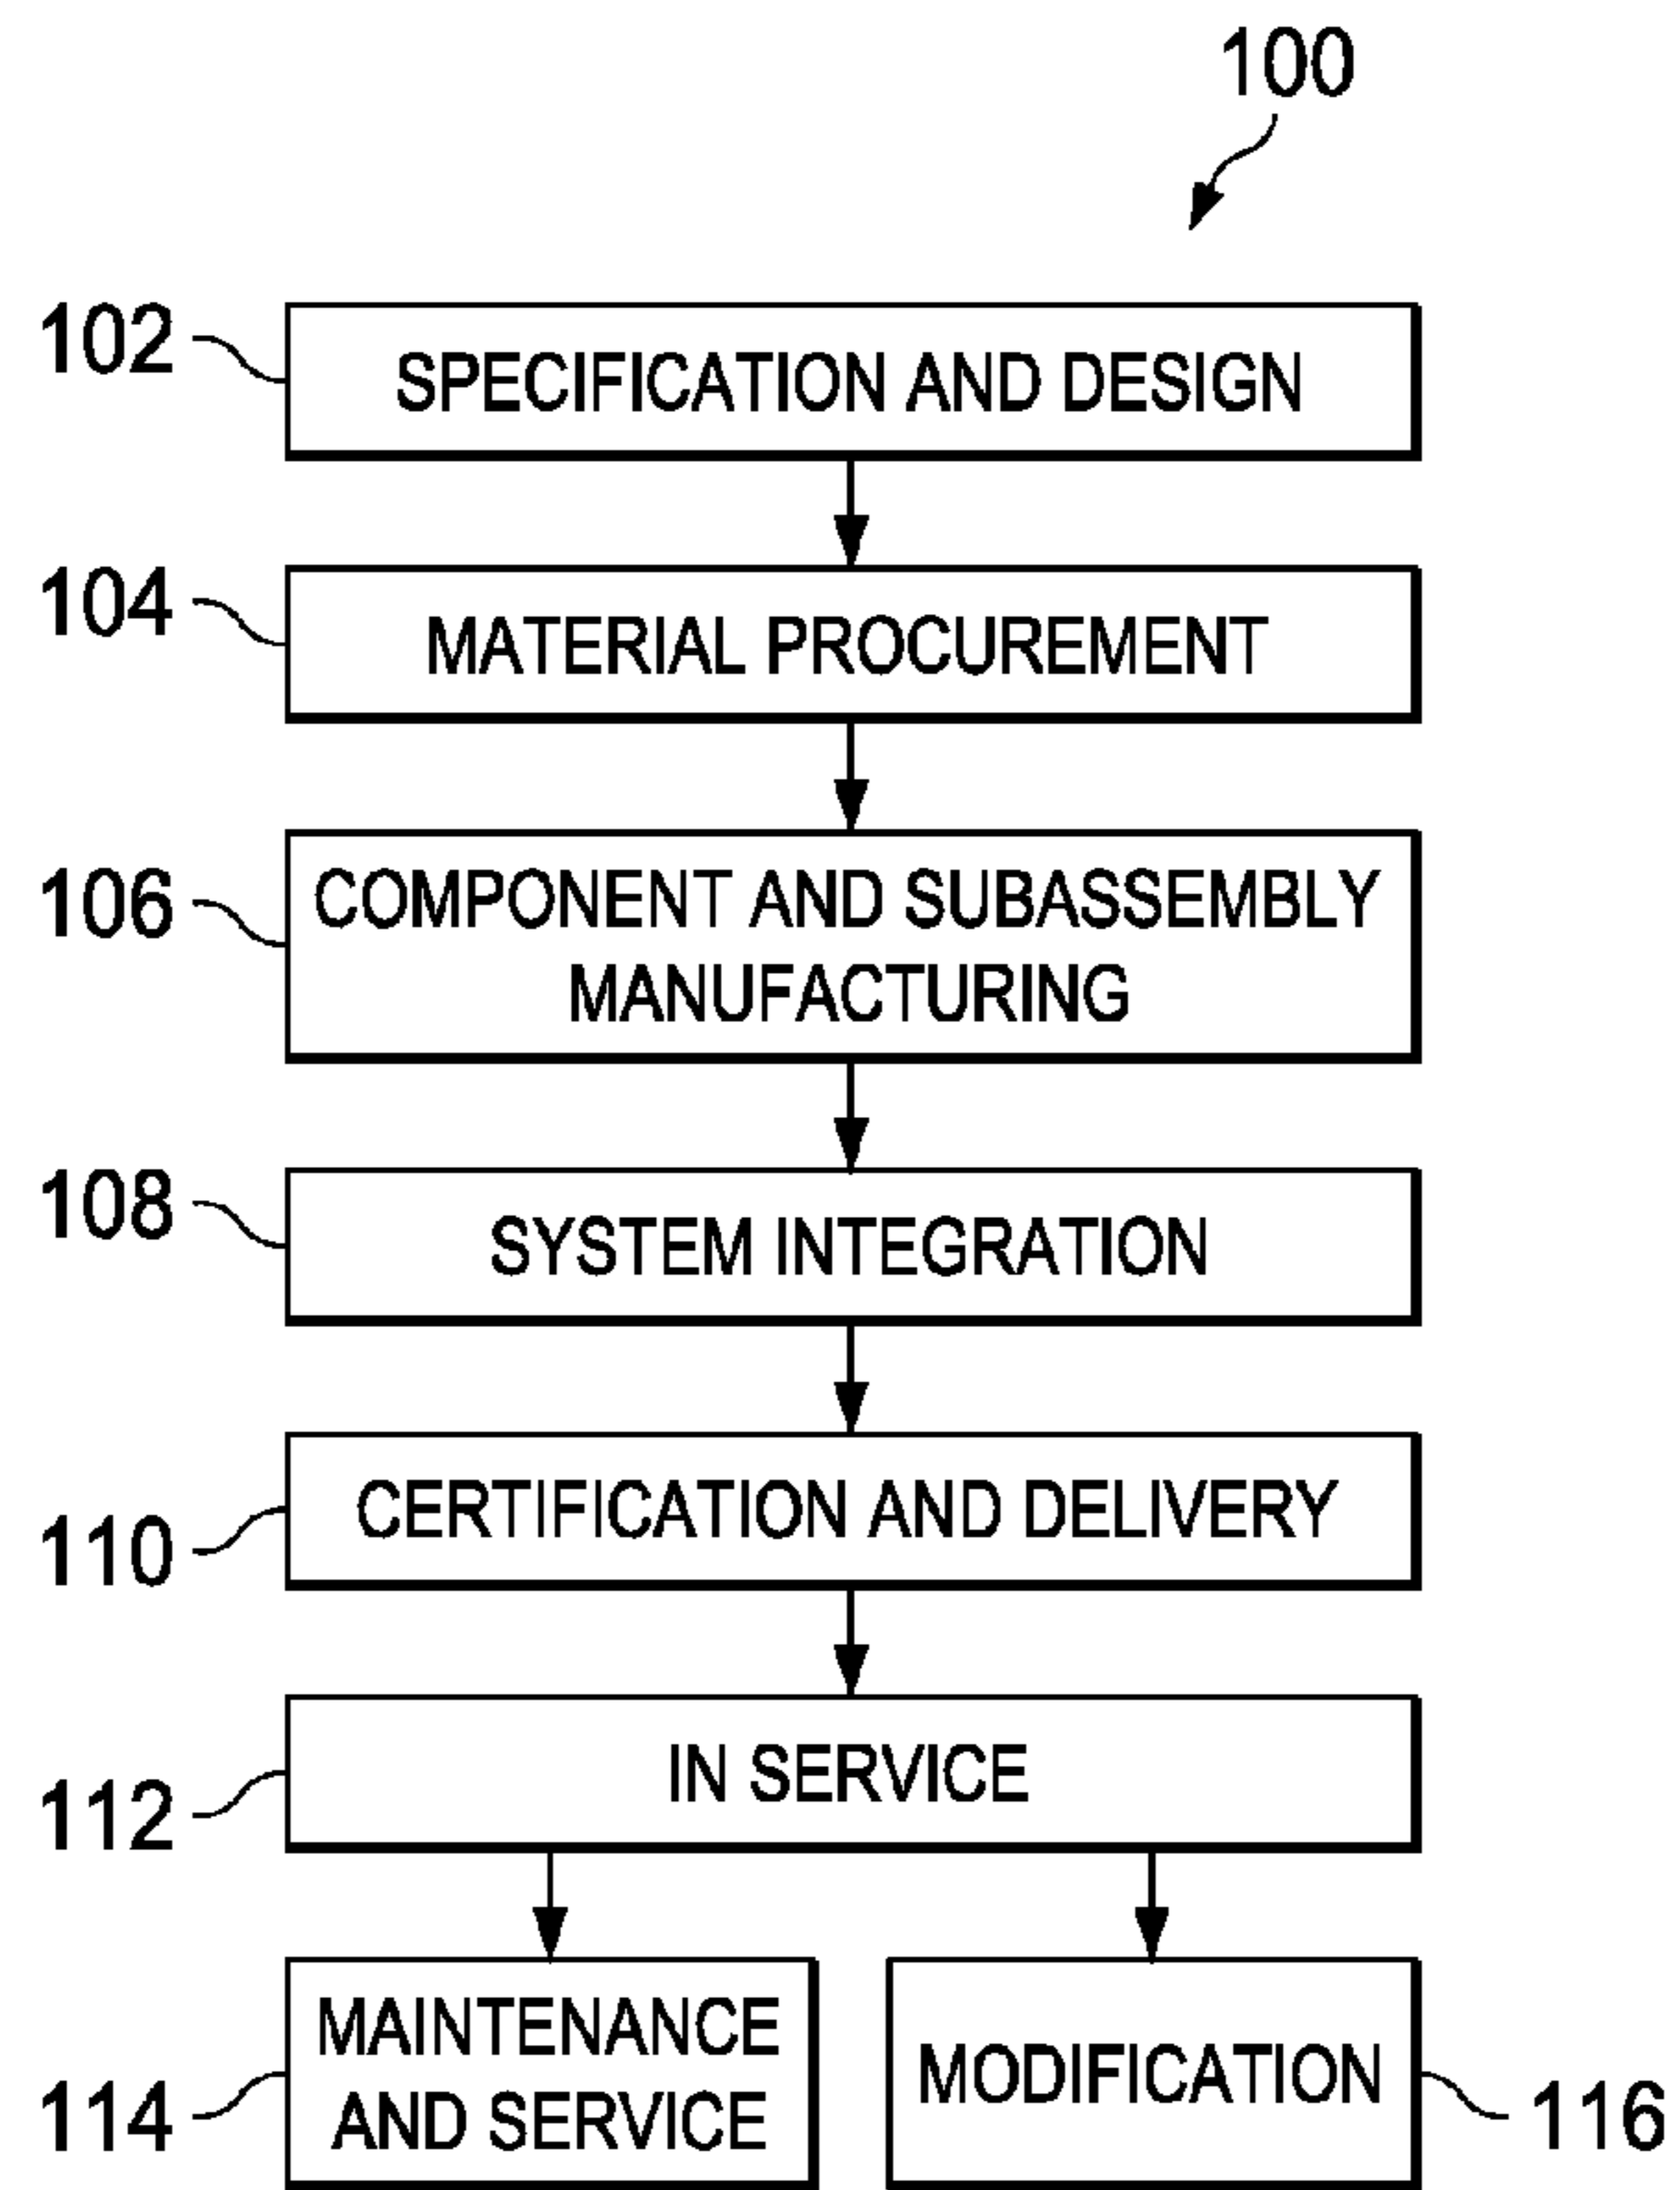 100
102
SPECIFICATION AND DESIGN
104
MATERIAL PROCUREMENT
106
COMPONENT AND SUBASSEMBLY
MANUFACTURING
108
SYSTEM INTEGRATION
110
CERTIFICATION AND DELIVERY
112
IN SERVICE
114
MAINTENANCE
AND SERVICE
MODIFICATION
116